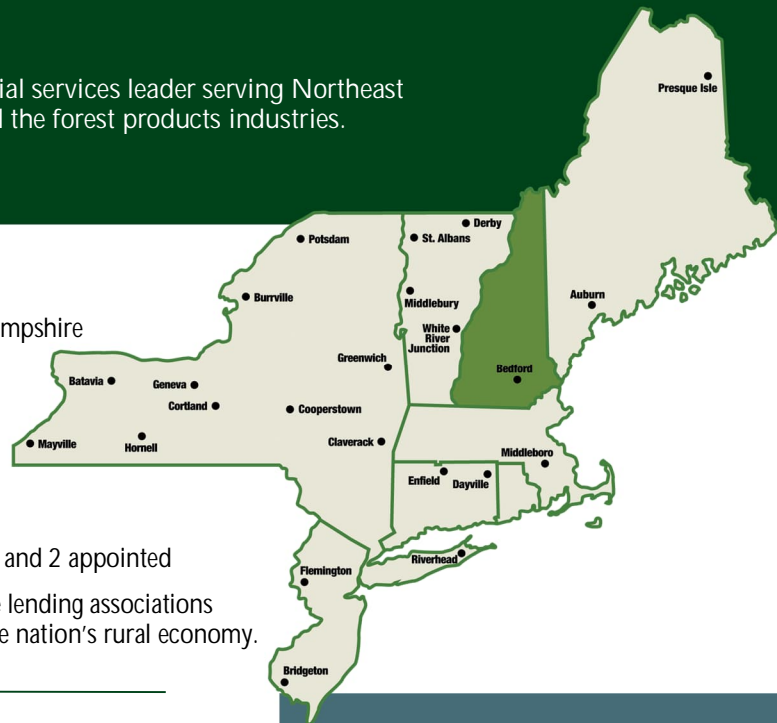 ial services leader serving Northeast
the forest products industries.
mpshire
and 2 appointed
lending associations
nation's rural economy.
Presque Isle
Derby
Potsdam
St. Albans
Burrville
Middlebury
Auburn
White
River
Junction
Greenwich
Bedford
Batavia
Geneva
Cortland
Cooperstown
Mayville
Hornell
Claverack
Middleboro
Enfield
Dayville
Riverhead
Flemington
Bridgeton